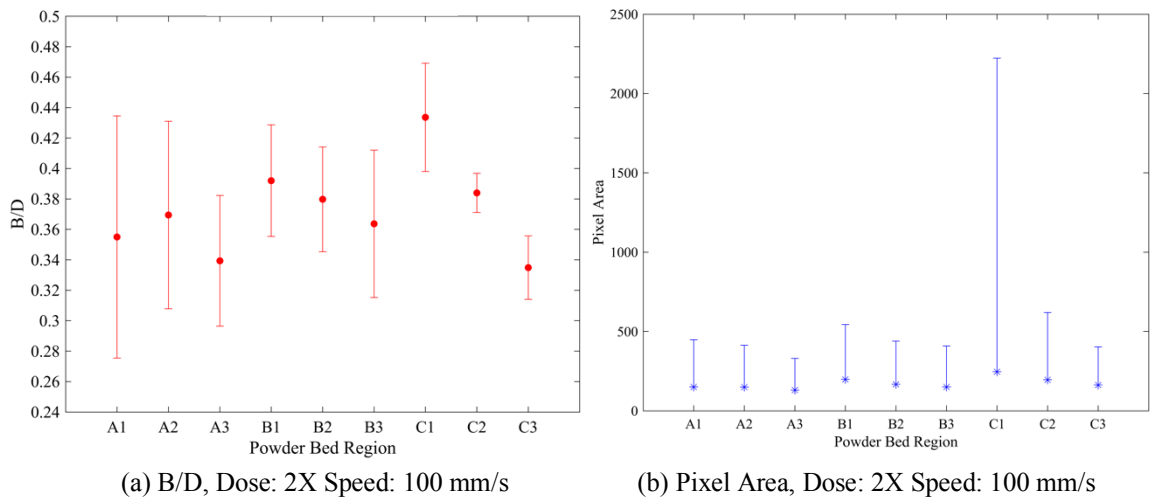 0.5
0.48
0.46
0.44
0.42
0.4
0.38
0.36
0.34
0.32
0.3
0.28
0.26
0.24
B/D
A1 A2 A3 B1 B2 B3 C1 C2 C3
Powder Bed Region
(a) B/D, Dose: 2X Speed: 100 mm/s
2500
2000
1500
1000
500
0
Pixel Area
A1 A2 A3 B1 B2 B3 C1 C2 C3
Powder Bed Region
(b) Pixel Area, Dose: 2X Speed: 100 mm/s